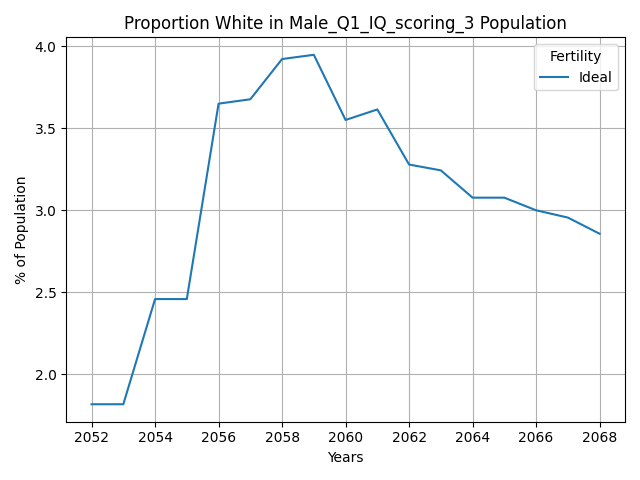 Proportion White in Male_Q1_IQ_scoring_3 Population
Fertility
Ideal
% of Population
4.0
3.5
3.0
2.5
2.0
2052 2054 2056 2058 2060 2062 2064 2066 2068
Years